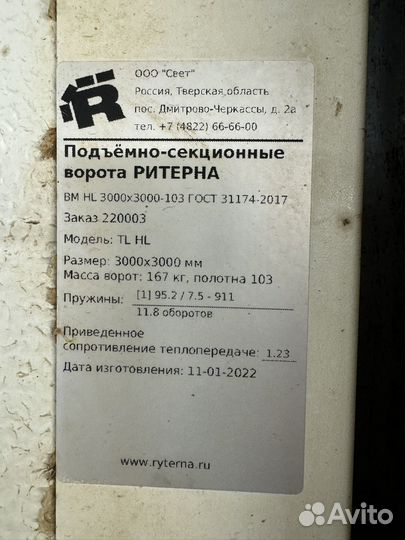 ООО "Свет"
Россия, Тверская область
пос. Дмитрово-Черкассы, д. 2а
тел. +7 (4822) 66-66-00
R
Подъёмно-секционные
ворота РИТЕРНА
ВМ HL 3000x3000-103 ГОСТ 31174-2017
Заказ 220003
Модель: TL HL
Размер: 3000x3000 мм
Масса ворот: 167 кг, полотна 103
Пружины: [1] 95.2 / 7.5 - 911
11.8 оборотов
Приведенное
сопротивление теплопередаче: 1.23
Дата изготовления: 11-01-2022
www.ryterna.ru
Avito